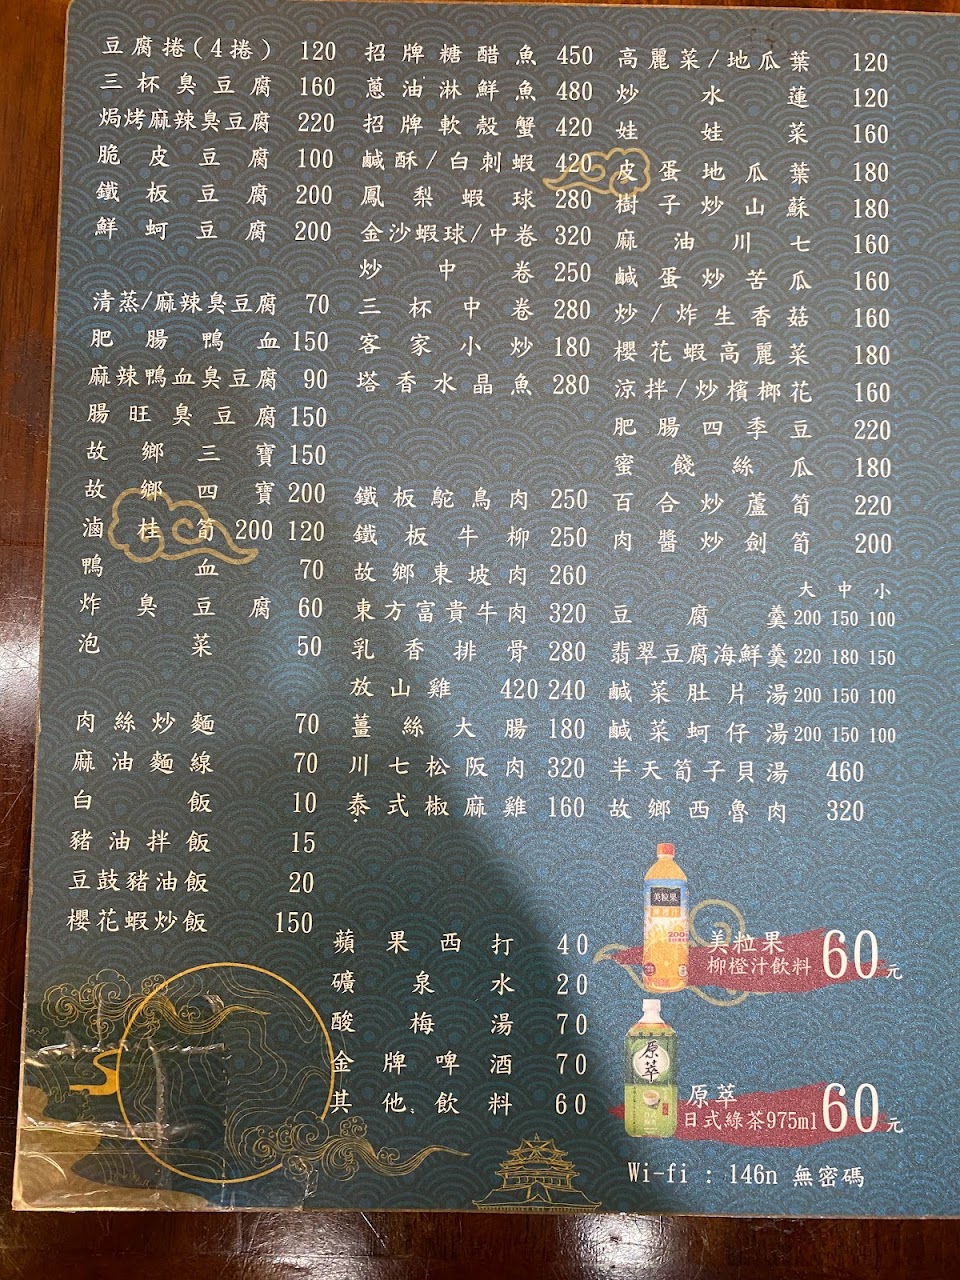 豆腐捲(4捲) 120
三杯臭豆腐 160
焗烤麻辣臭豆腐 220
脆皮豆腐 100
鐵板豆腐 200
鮮蚵豆腐 200
清蒸/麻辣臭豆腐 70
肥腸鴨血 150
麻辣鴨血臭豆腐 90
腸旺臭豆腐 150
故鄉三寶 150
故鄉四寶 200
滷桂筍 200 120
鴨血 70
炸臭豆腐 60
泡菜 50
肉絲炒麵 70
麻油麵線 70
白飯 10
豬油拌飯 15
豆鼓豬油飯 20
櫻花蝦炒飯 150
招牌糖醋魚 450
蔥油淋鮮魚 480
招牌軟殼蟹 420
鹹酥/白刺蝦 420
鳳梨蝦球 280
金沙蝦球/中卷 320
炒中卷 250
三杯中卷 280
客家小炒 180
塔香水晶魚 280
鐵板鴕鳥肉 250
鐵板牛柳 250
故鄉東坡肉 260
東方富貴牛肉 320
乳香排骨 280
放山雞 420 240
薑絲大腸 180
川七松阪肉 320
泰式椒麻雞 160
蘋果西打 40
礦泉水 20
酸梅湯 70
金牌啤酒 70
其他飲料 60
高麗菜/地瓜葉 120
炒水蓮 120
娃娃菜 160
皮蛋地瓜葉 180
樹子炒山蘇 180
麻油川七 160
鹹蛋炒苦瓜 160
炒/炸生香菇 160
櫻花蝦高麗菜 180
涼拌/炒檳榔花 160
肥腸四季豆 220
蜜餞絲瓜 180
百合炒蘆筍 220
肉醬炒劍筍 200
大 中 小
豆腐羹 200 150 100
翡翠豆腐海鮮羹 220 180 150
鹹菜肚片湯 200 150 100
鹹菜蚵仔湯 200 150 100
半天筍子貝湯 460
故鄉西魯肉 320
美粒果
美粒果
柳橙汁飲料 60元
原萃
原萃
日式綠茶975ml 60元
Wi-fi : 146n 無密碼